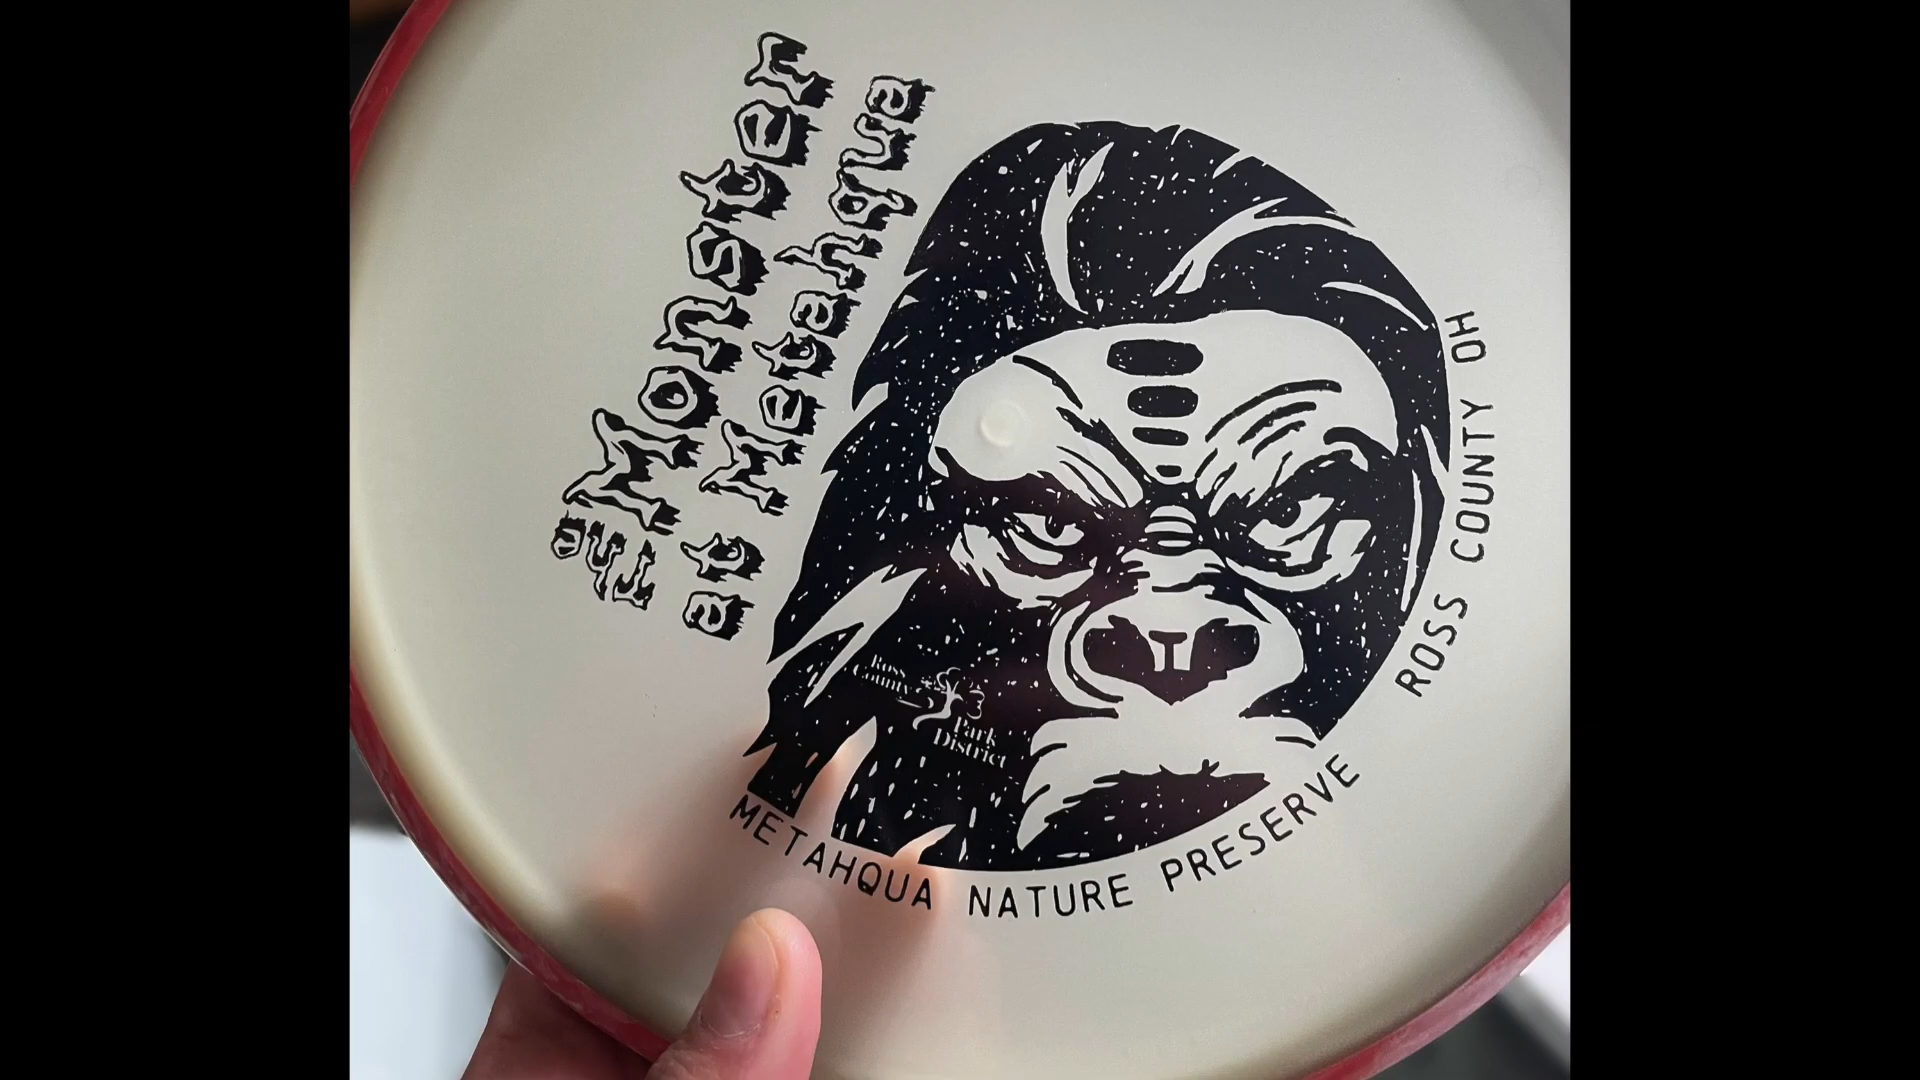 The Monster
at Metahqua
Ross
County
Park
District
METAHQUA NATURE PRESERVE ROSS COUNTY OH